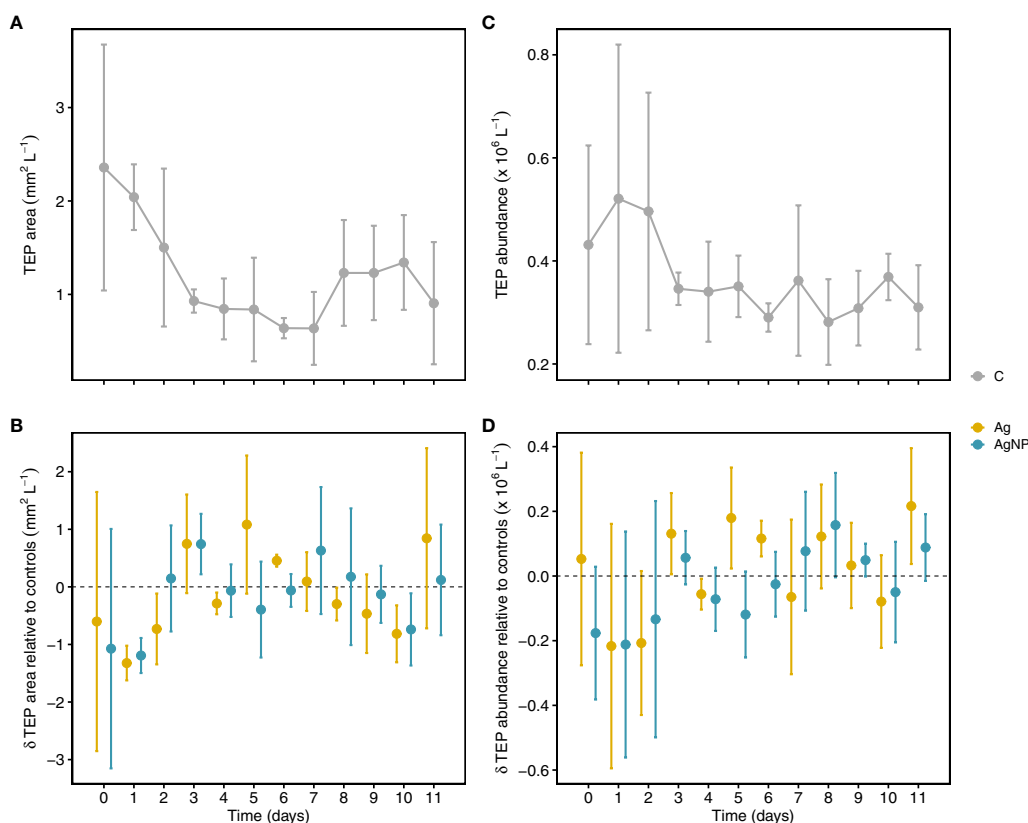 A
TEP area (mm² L⁻¹)
3
2
1
C
TEP abundance (x 10⁶ L⁻¹)
0.8
0.6
0.4
0.2
C
B
δ TEP area relative to controls (mm² L⁻¹)
2
1
0
−1
−2
−3
0 1 2 3 4 5 6 7 8 9 10 11
Time (days)
D
δ TEP abundance relative to controls (x 10⁶ L⁻¹)
0.4
0.2
0.0
−0.2
−0.4
−0.6
0 1 2 3 4 5 6 7 8 9 10 11
Time (days)
Ag
AgNP